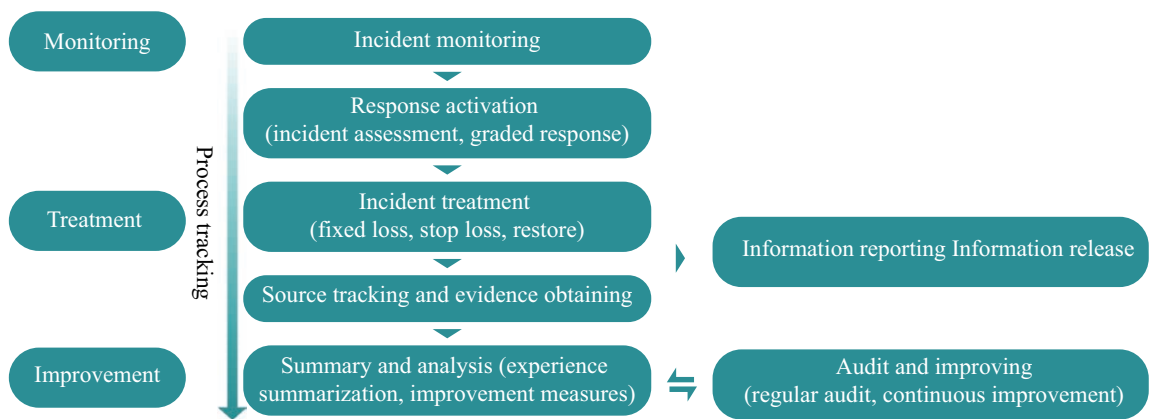 Monitoring
Incident monitoring
Response activation
(incident assessment, graded response)
Process tracking
Treatment
Incident treatment
(fixed loss, stop loss, restore)
Information reporting Information release
Source tracking and evidence obtaining
Improvement
Summary and analysis (experience
summarization, improvement measures)
Audit and improving
(regular audit, continuous improvement)